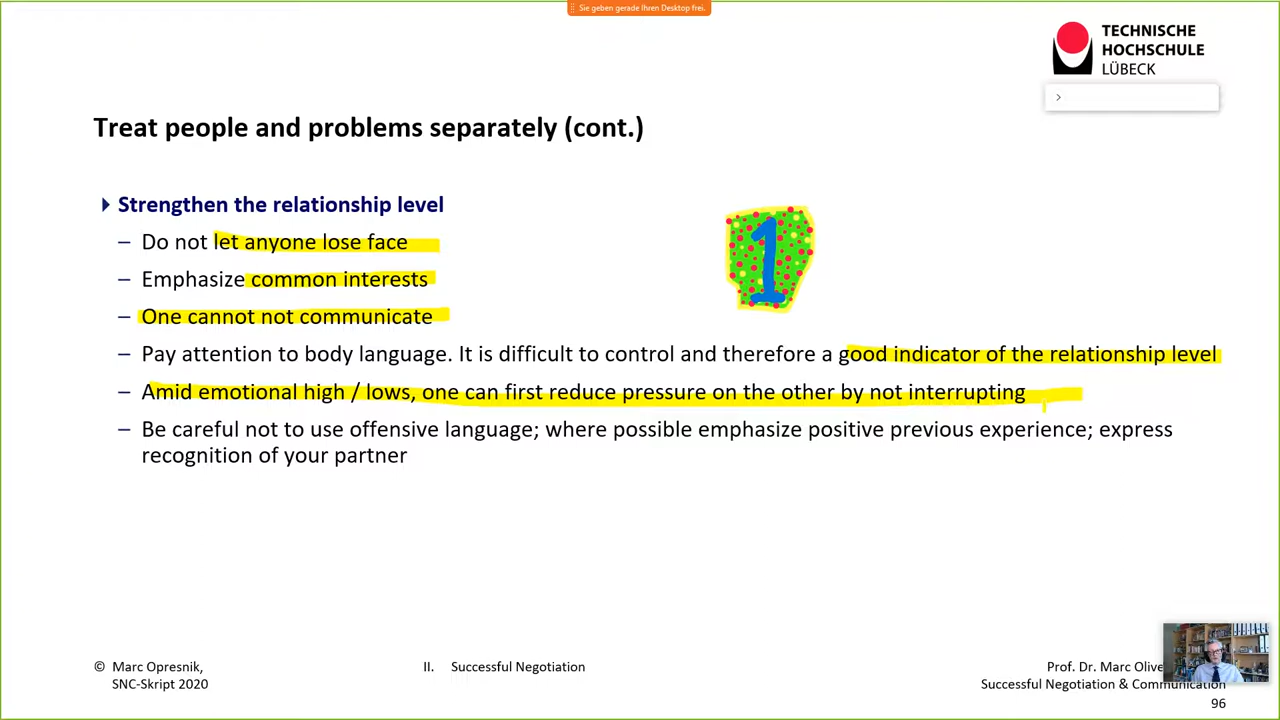 Sie geben gerade Ihren Desktop frei.
TECHNISCHE
HOCHSCHULE
LÜBECK
Treat people and problems separately (cont.)
Strengthen the relationship level
– Do not let anyone lose face
– Emphasize common interests
– One cannot not communicate
– Pay attention to body language. It is difficult to control and therefore a good indicator of the relationship level
– Amid emotional high / lows, one can first reduce pressure on the other by not interrupting
– Be careful not to use offensive language; where possible emphasize positive previous experience; express
recognition of your partner
1
© Marc Opresnik,
SNC-Skript 2020
II. Successful Negotiation
Prof. Dr. Marc Olive
Successful Negotiation & Communication
96